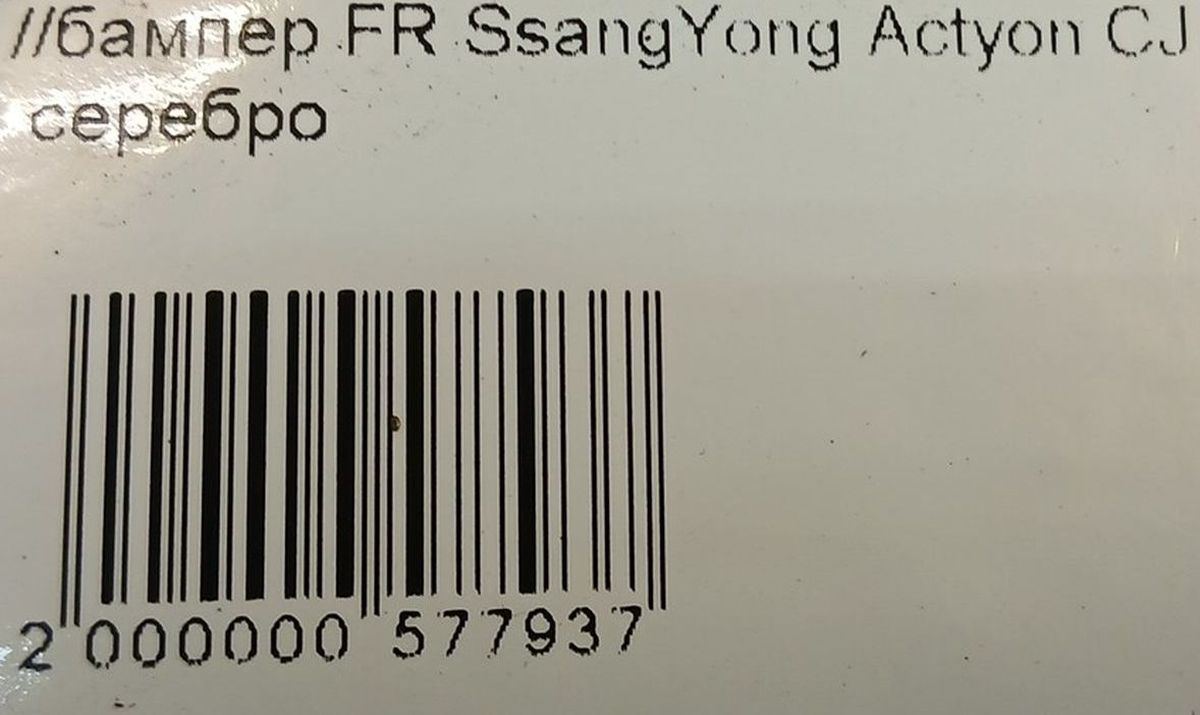 //бампер FR SsangYong Actyon CJ
серебро
2 000000 577937